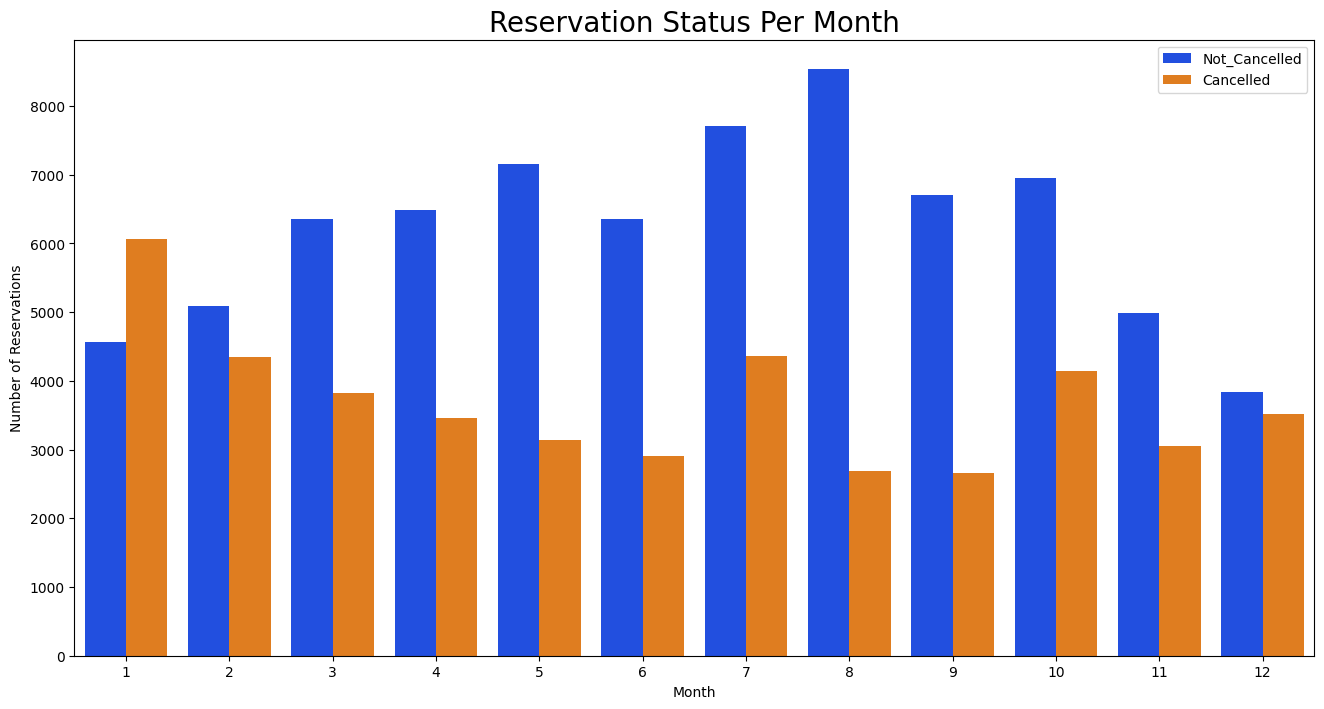 Reservation Status Per Month
Not_Cancelled
Cancelled
Number of Reservations
8000
7000
6000
5000
4000
3000
2000
1000
0
1 2 3 4 5 6 7 8 9 10 11 12
Month